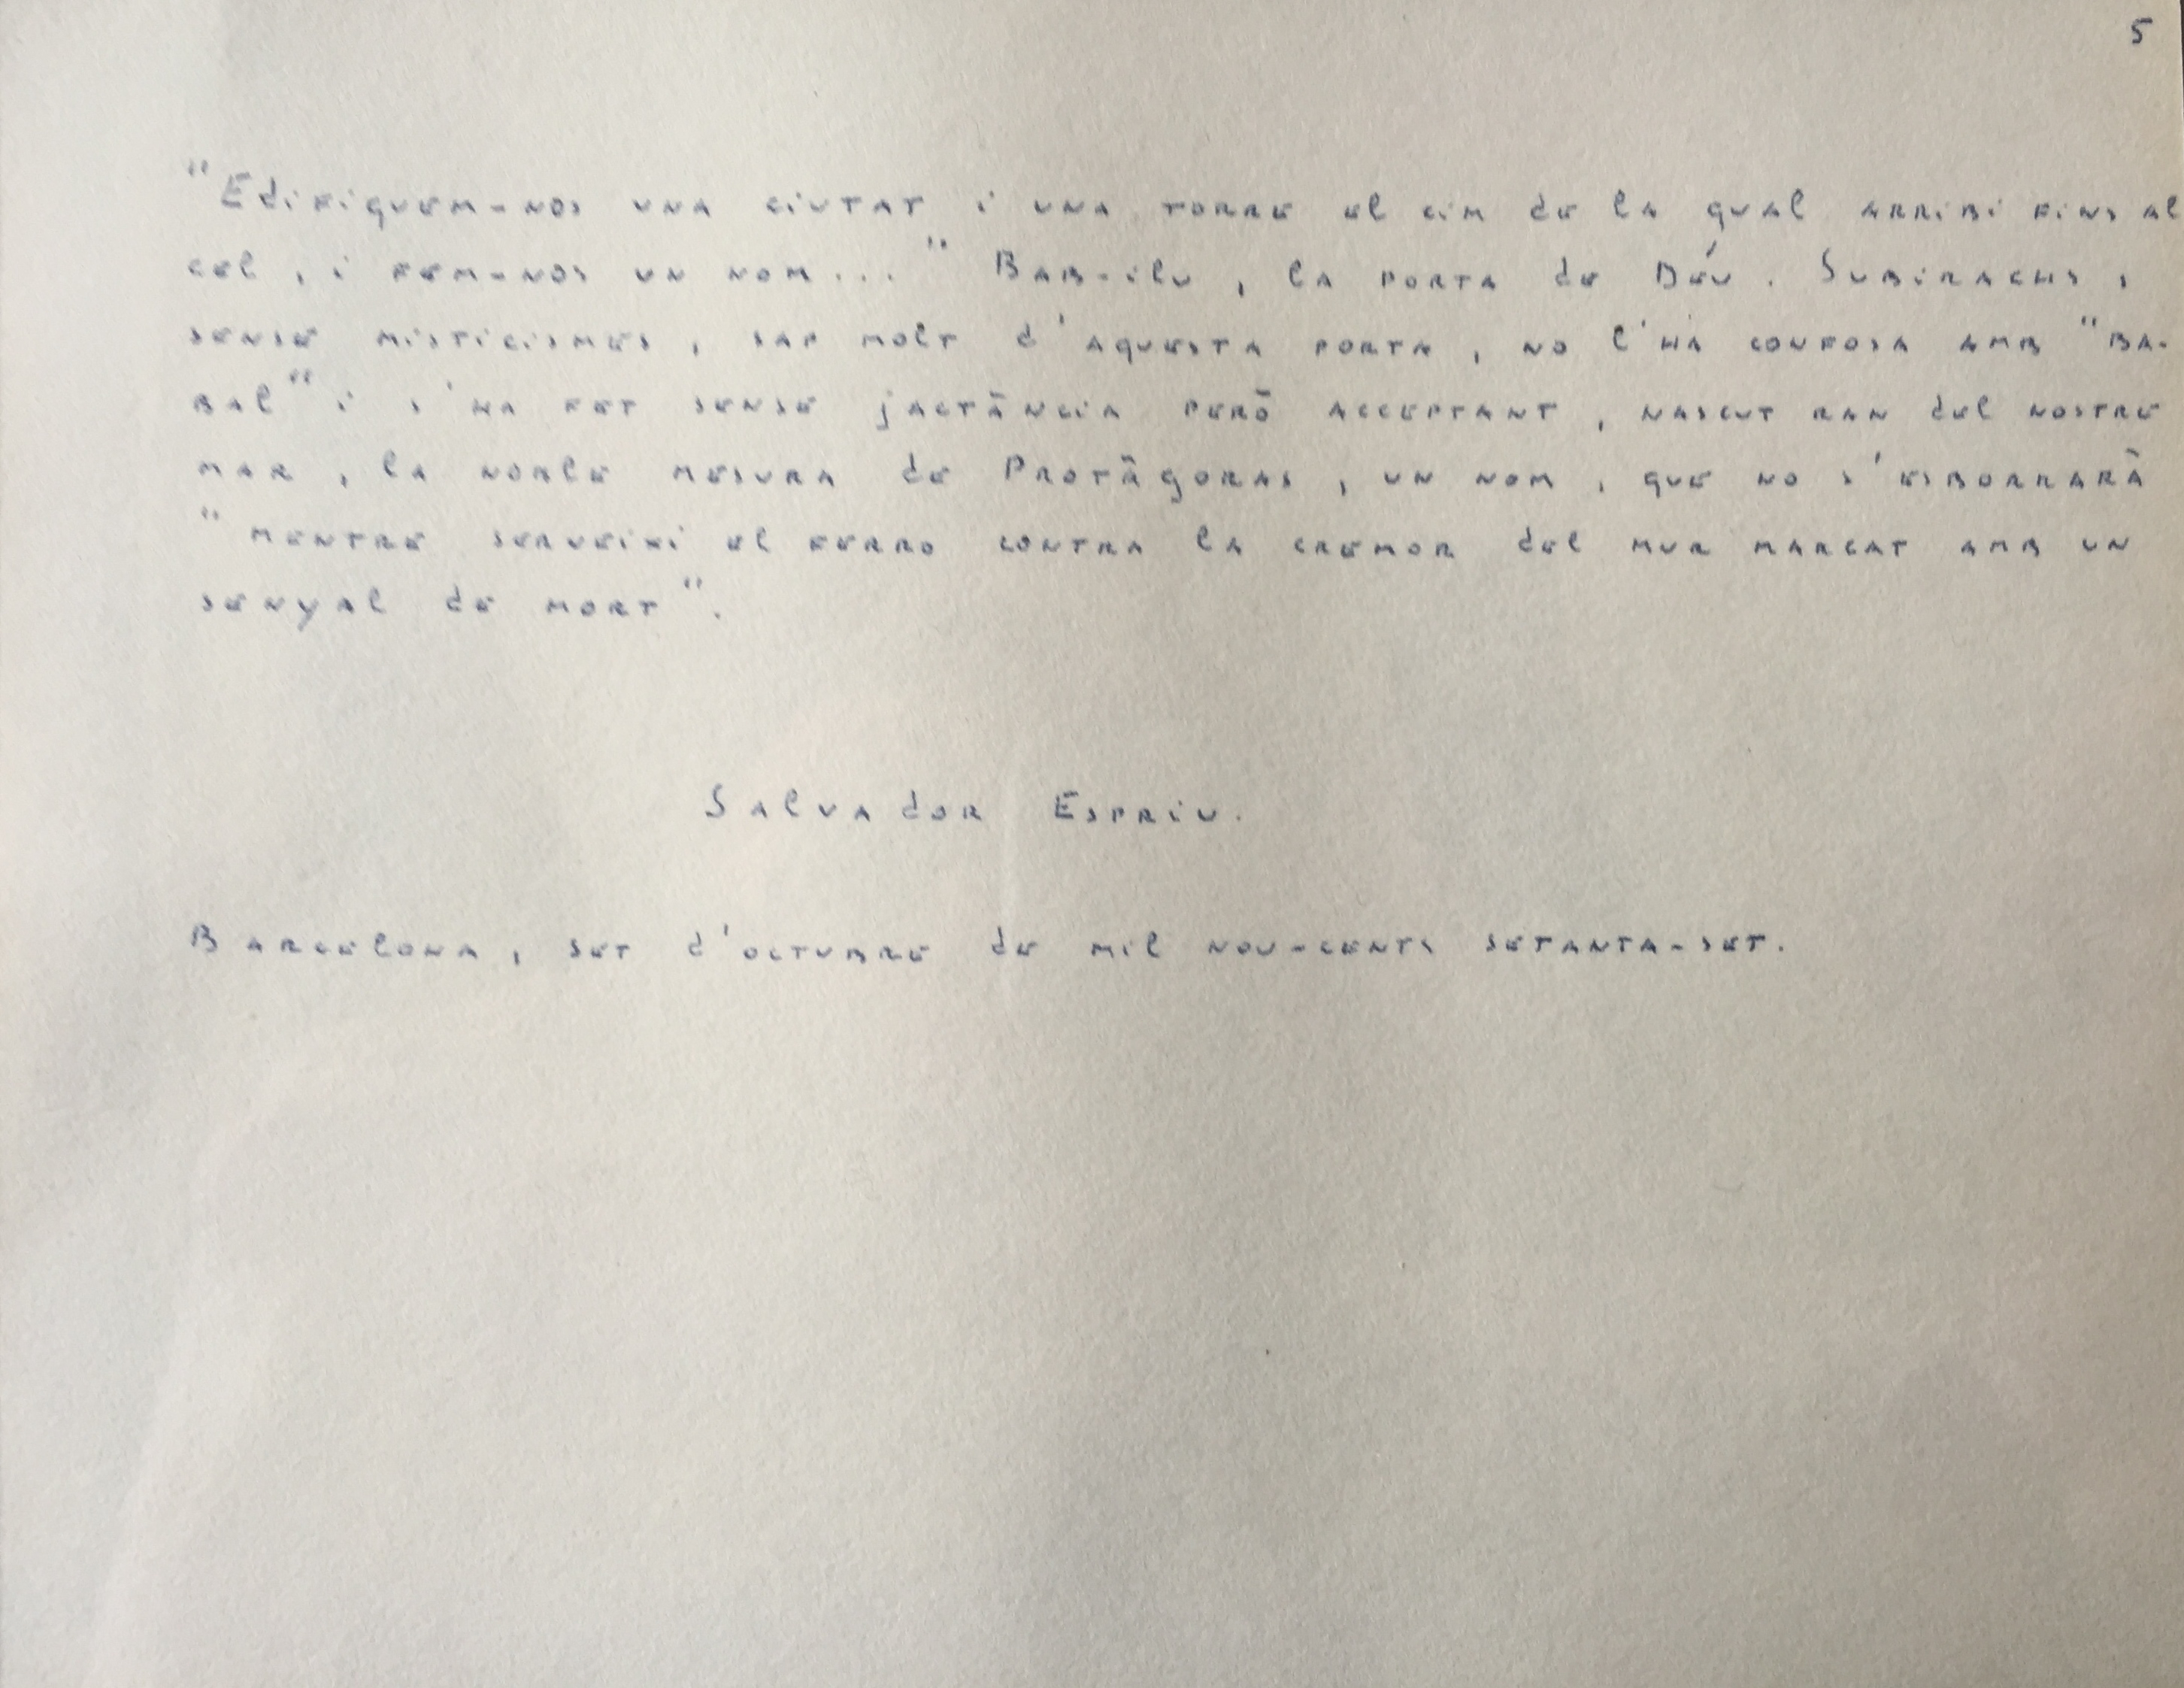 5
"Edifiquem-nos una ciutat i una torre el cim de la qual arribi fins al
cel, i fem-nos un nom..." Bab-ilu, la porta de Déu. Subirachs,
sense misticismes, sap molt d'aquesta porta, no l'ha confosa amb "ba-
bal" i s'ha fet sense jactància però acceptant, nascut ran del nostre
mar, la noble mesura de Protàgoras, un nom, que no s'esborrarà
"mentre serveixi el ferro contra la cremor del mur marcat amb un
senyal de mort".
Salvador Espriu.
Barcelona, set d'octubre de mil nou-cents setanta-set.